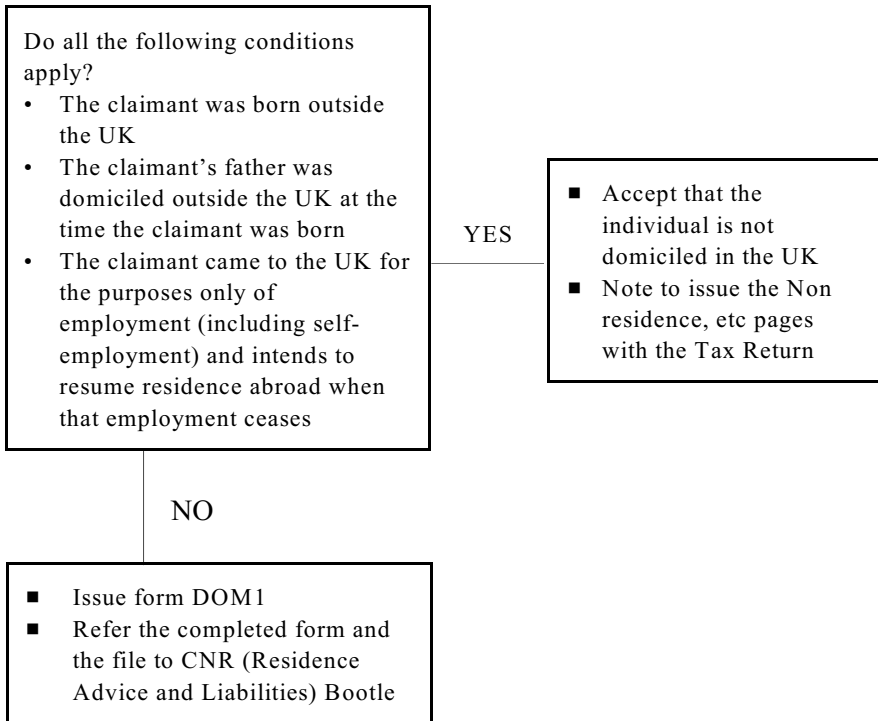 Do all the following conditions
apply?
• The claimant was born outside
the UK
• The claimant's father was
domiciled outside the UK at the
time the claimant was born
• The claimant came to the UK for
the purposes only of
employment (including self-
employment) and intends to
resume residence abroad when
that employment ceases
YES
■ Accept that the
individual is not
domiciled in the UK
■ Note to issue the Non
residence, etc pages
with the Tax Return
NO
■ Issue form DOM1
■ Refer the completed form and
the file to CNR (Residence
Advice and Liabilities) Bootle